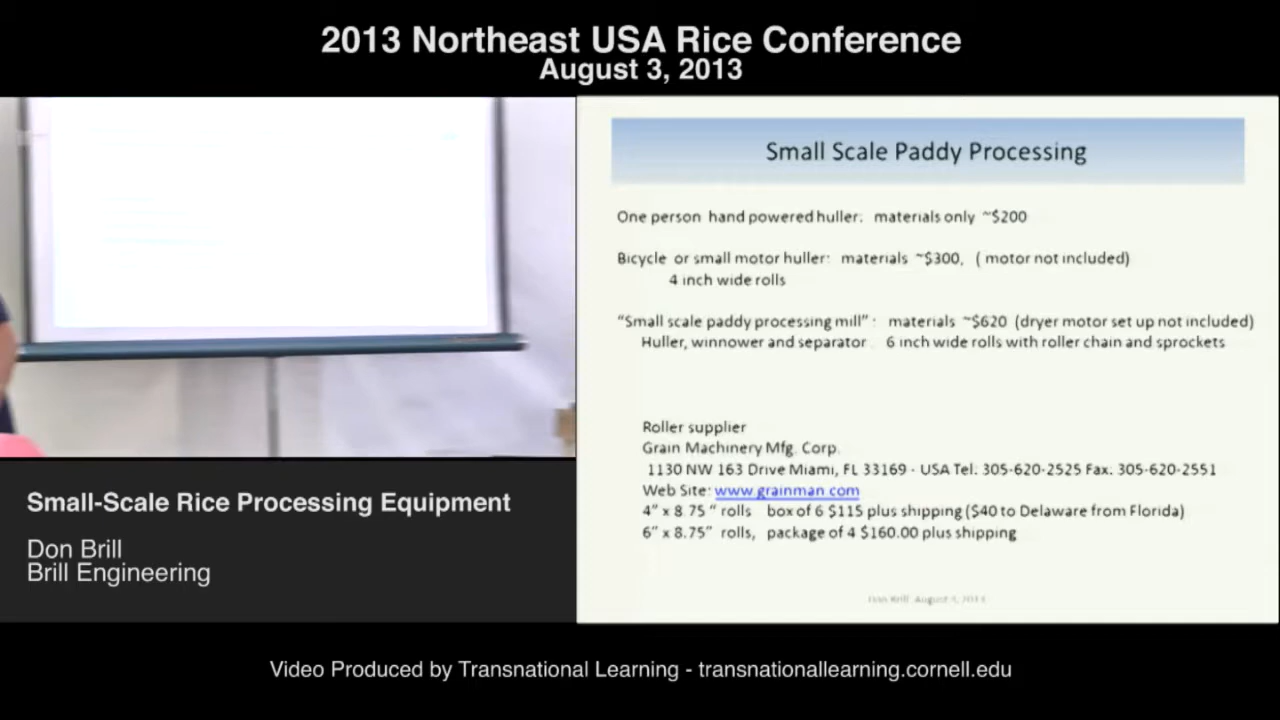 2013 Northeast USA Rice Conference
August 3, 2013
Small Scale Paddy Processing
One person hand powered huller: materials only ~$200
Bicycle or small motor huller: materials ~$300, ( motor not included)
4 inch wide rolls
“Small scale paddy processing mill” : materials ~$620 (dryer motor set up not included)
Huller, winnower and separator 6 inch wide rolls with roller chain and sprockets
Roller supplier
Grain Machinery Mfg. Corp.
1130 NW 163 Drive Miami, FL 33169 - USA Tel: 305-620-2525 Fax: 305-620-2551
Web Site: www.grainman.com
4” x 8.75 “ rolls box of 6 $115 plus shipping ($40 to Delaware from Florida)
6” x 8.75” rolls, package of 4 $160.00 plus shipping
Don Brill August 3, 2013
Small-Scale Rice Processing Equipment
Don Brill
Brill Engineering
Video Produced by Transnational Learning - transnationallearning.cornell.edu